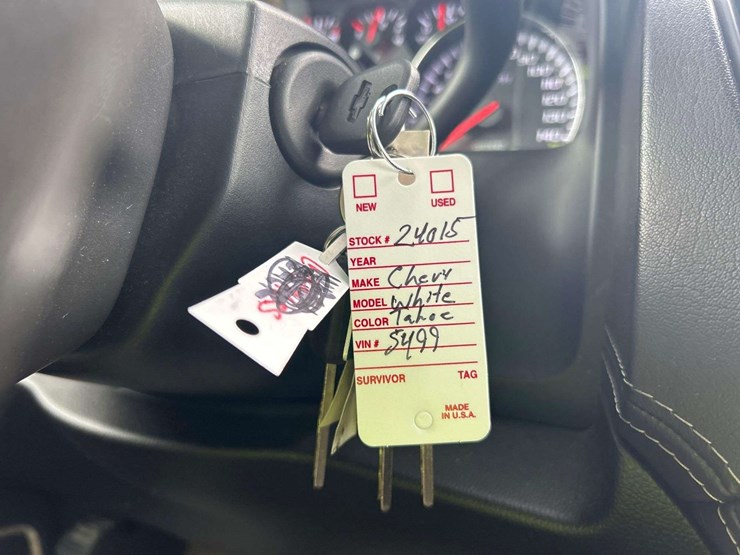 NEW USED
STOCK # 24015
YEAR
MAKE Chevy
MODEL White
COLOR Tahoe
VIN # 5499
SURVIVOR TAG
MADE
IN U.S.A.